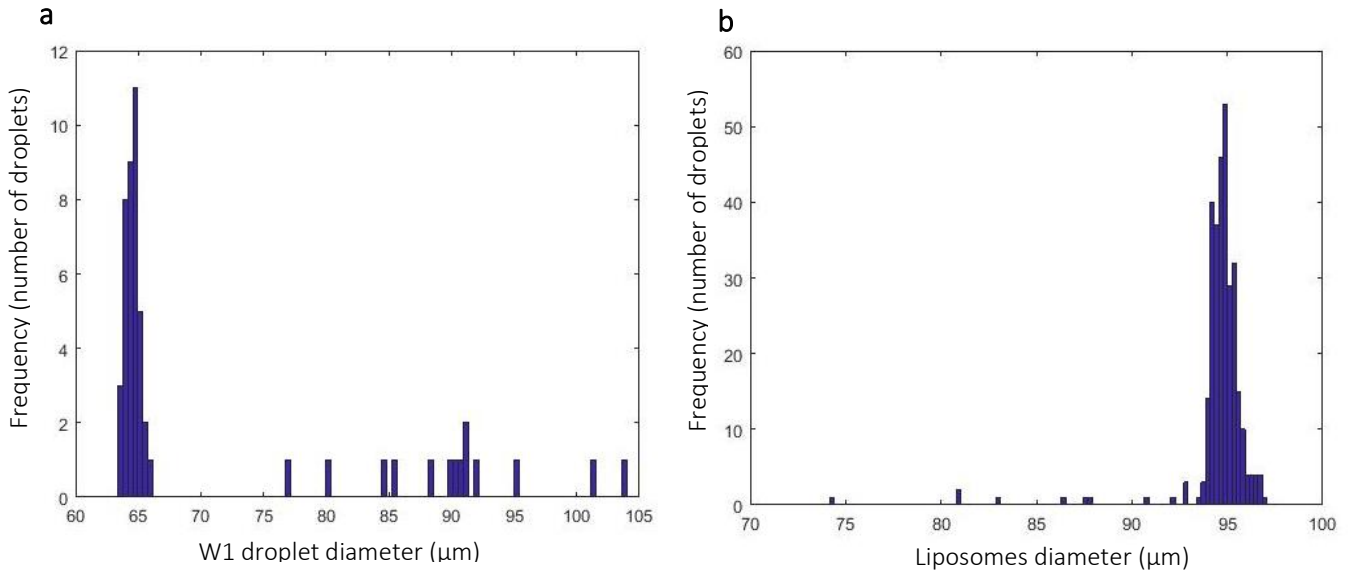 a
12
10
8
6
4
2
0
60 65 70 75 80 85 90 95 100 105
Frequency (number of droplets)
W1 droplet diameter (μm)
b
60
50
40
30
20
10
0
70 75 80 85 90 95 100
Frequency (number of droplets)
Liposomes diameter (μm)